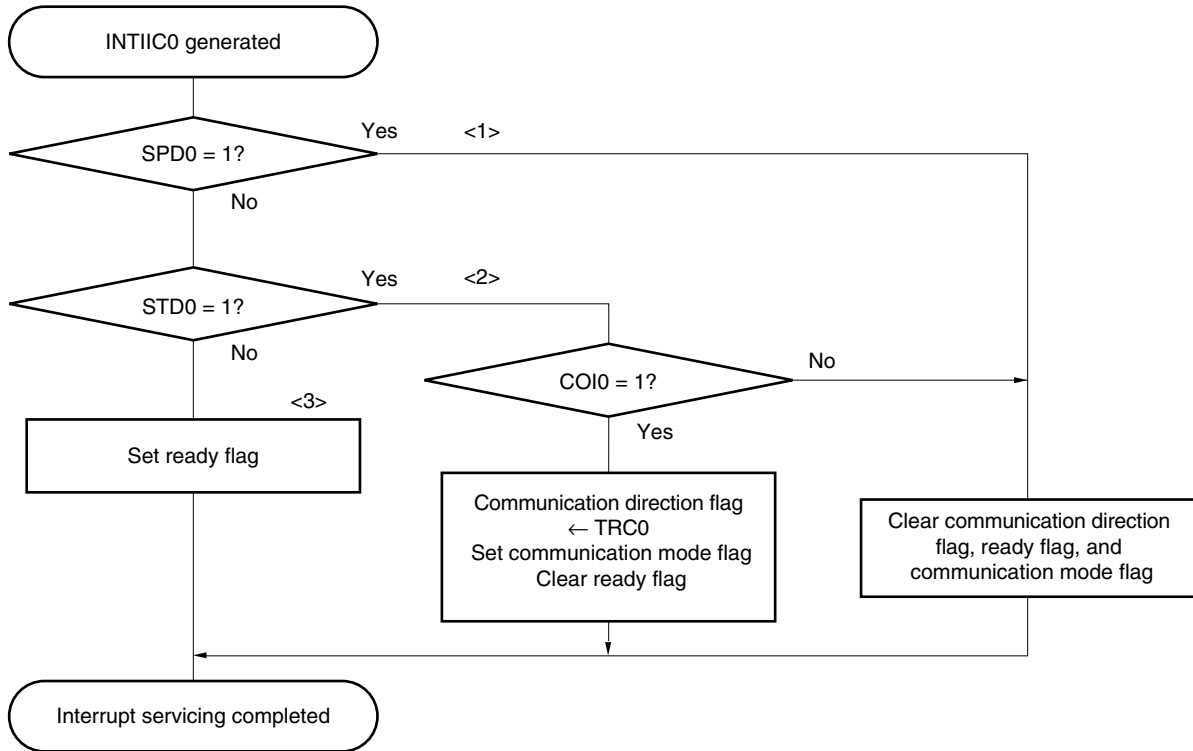 INTIIC0 generated
Yes
<1>
SPD0 = 1?
No
Yes
<2>
STD0 = 1?
No
COI0 = 1?
No
<3>
Yes
Set ready flag
Communication direction flag
← TRC0
Set communication mode flag
Clear ready flag
Clear communication direction
flag, ready flag, and
communication mode flag
Interrupt servicing completed